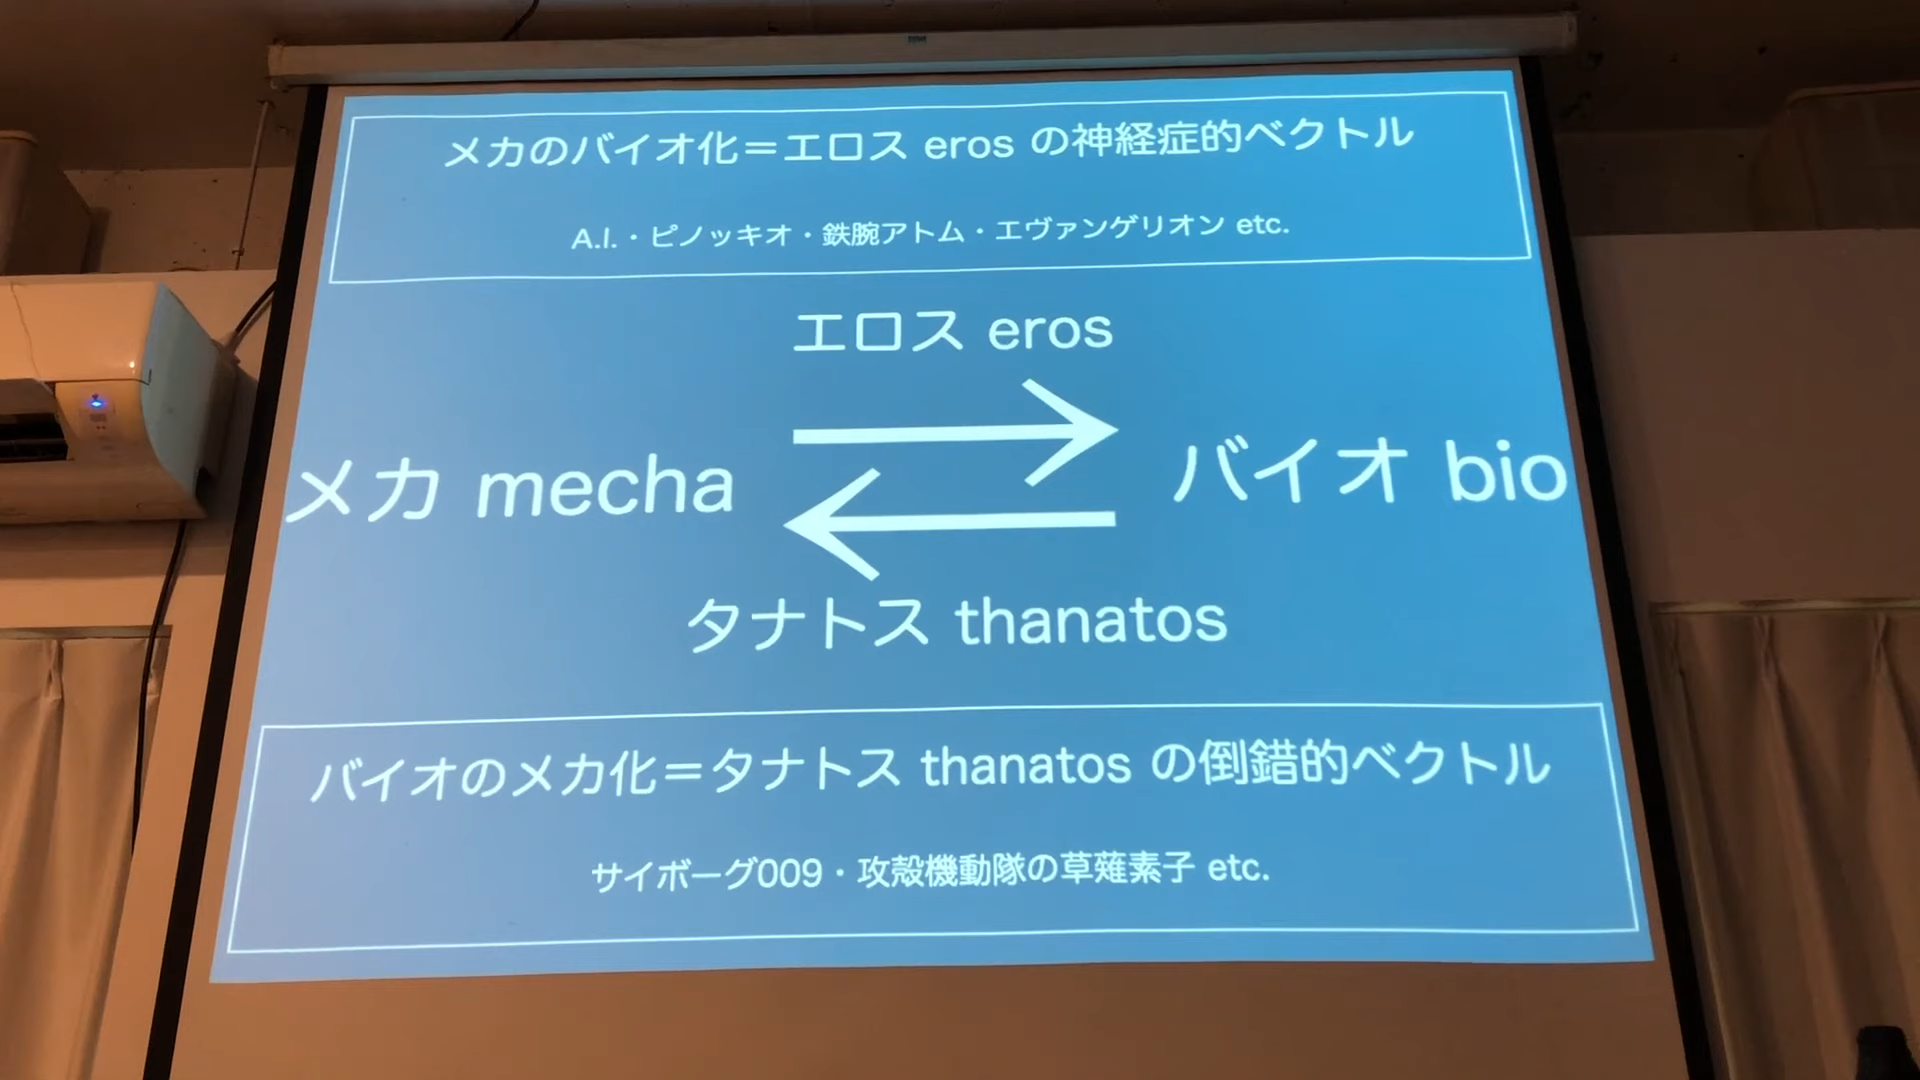 メカのバイオ化＝エロス eros の神経症的ベクトル
A.I.・ピノッキオ・鉄腕アトム・エヴァンゲリオン etc.
エロス eros
メカ mecha
バイオ bio
タナトス thanatos
バイオのメカ化＝タナトス thanatos の倒錯的ベクトル
サイボーグ009・攻殻機動隊の草薙素子 etc.